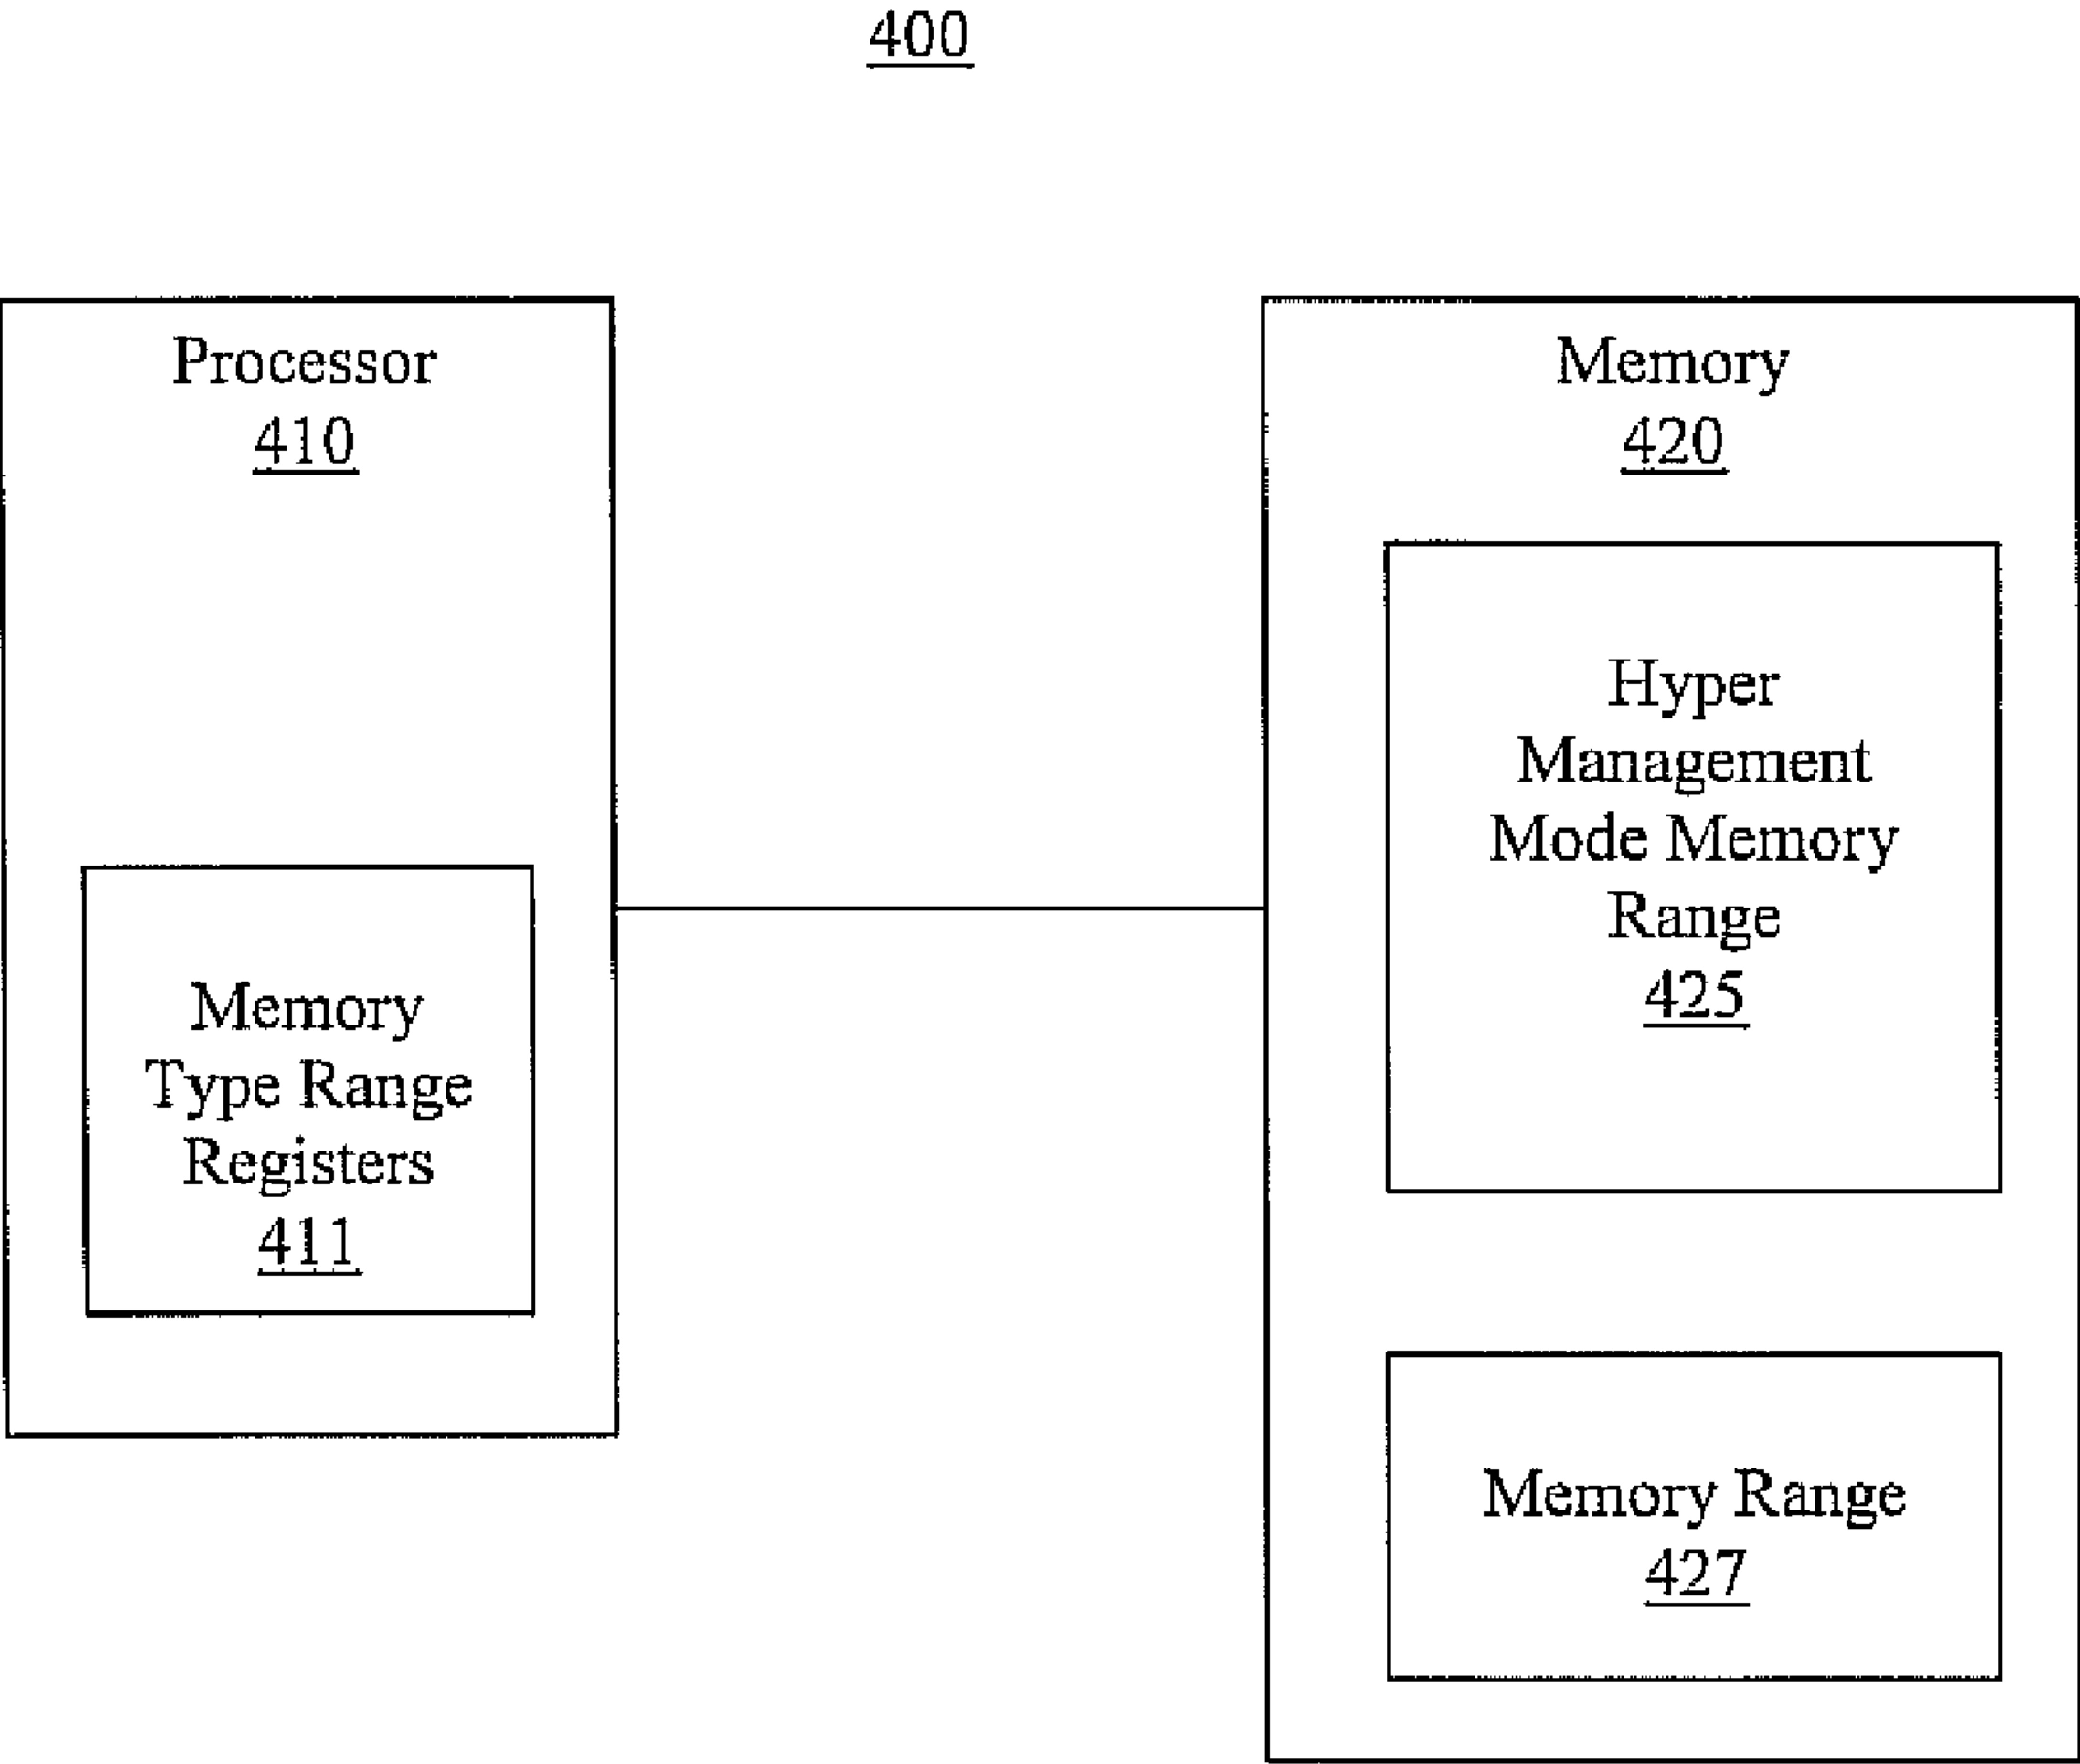 400
Processor
410
Memory
Type Range
Registers
411
Memory
420
Hyper
Management
Mode Memory
Range
425
Memory Range
427